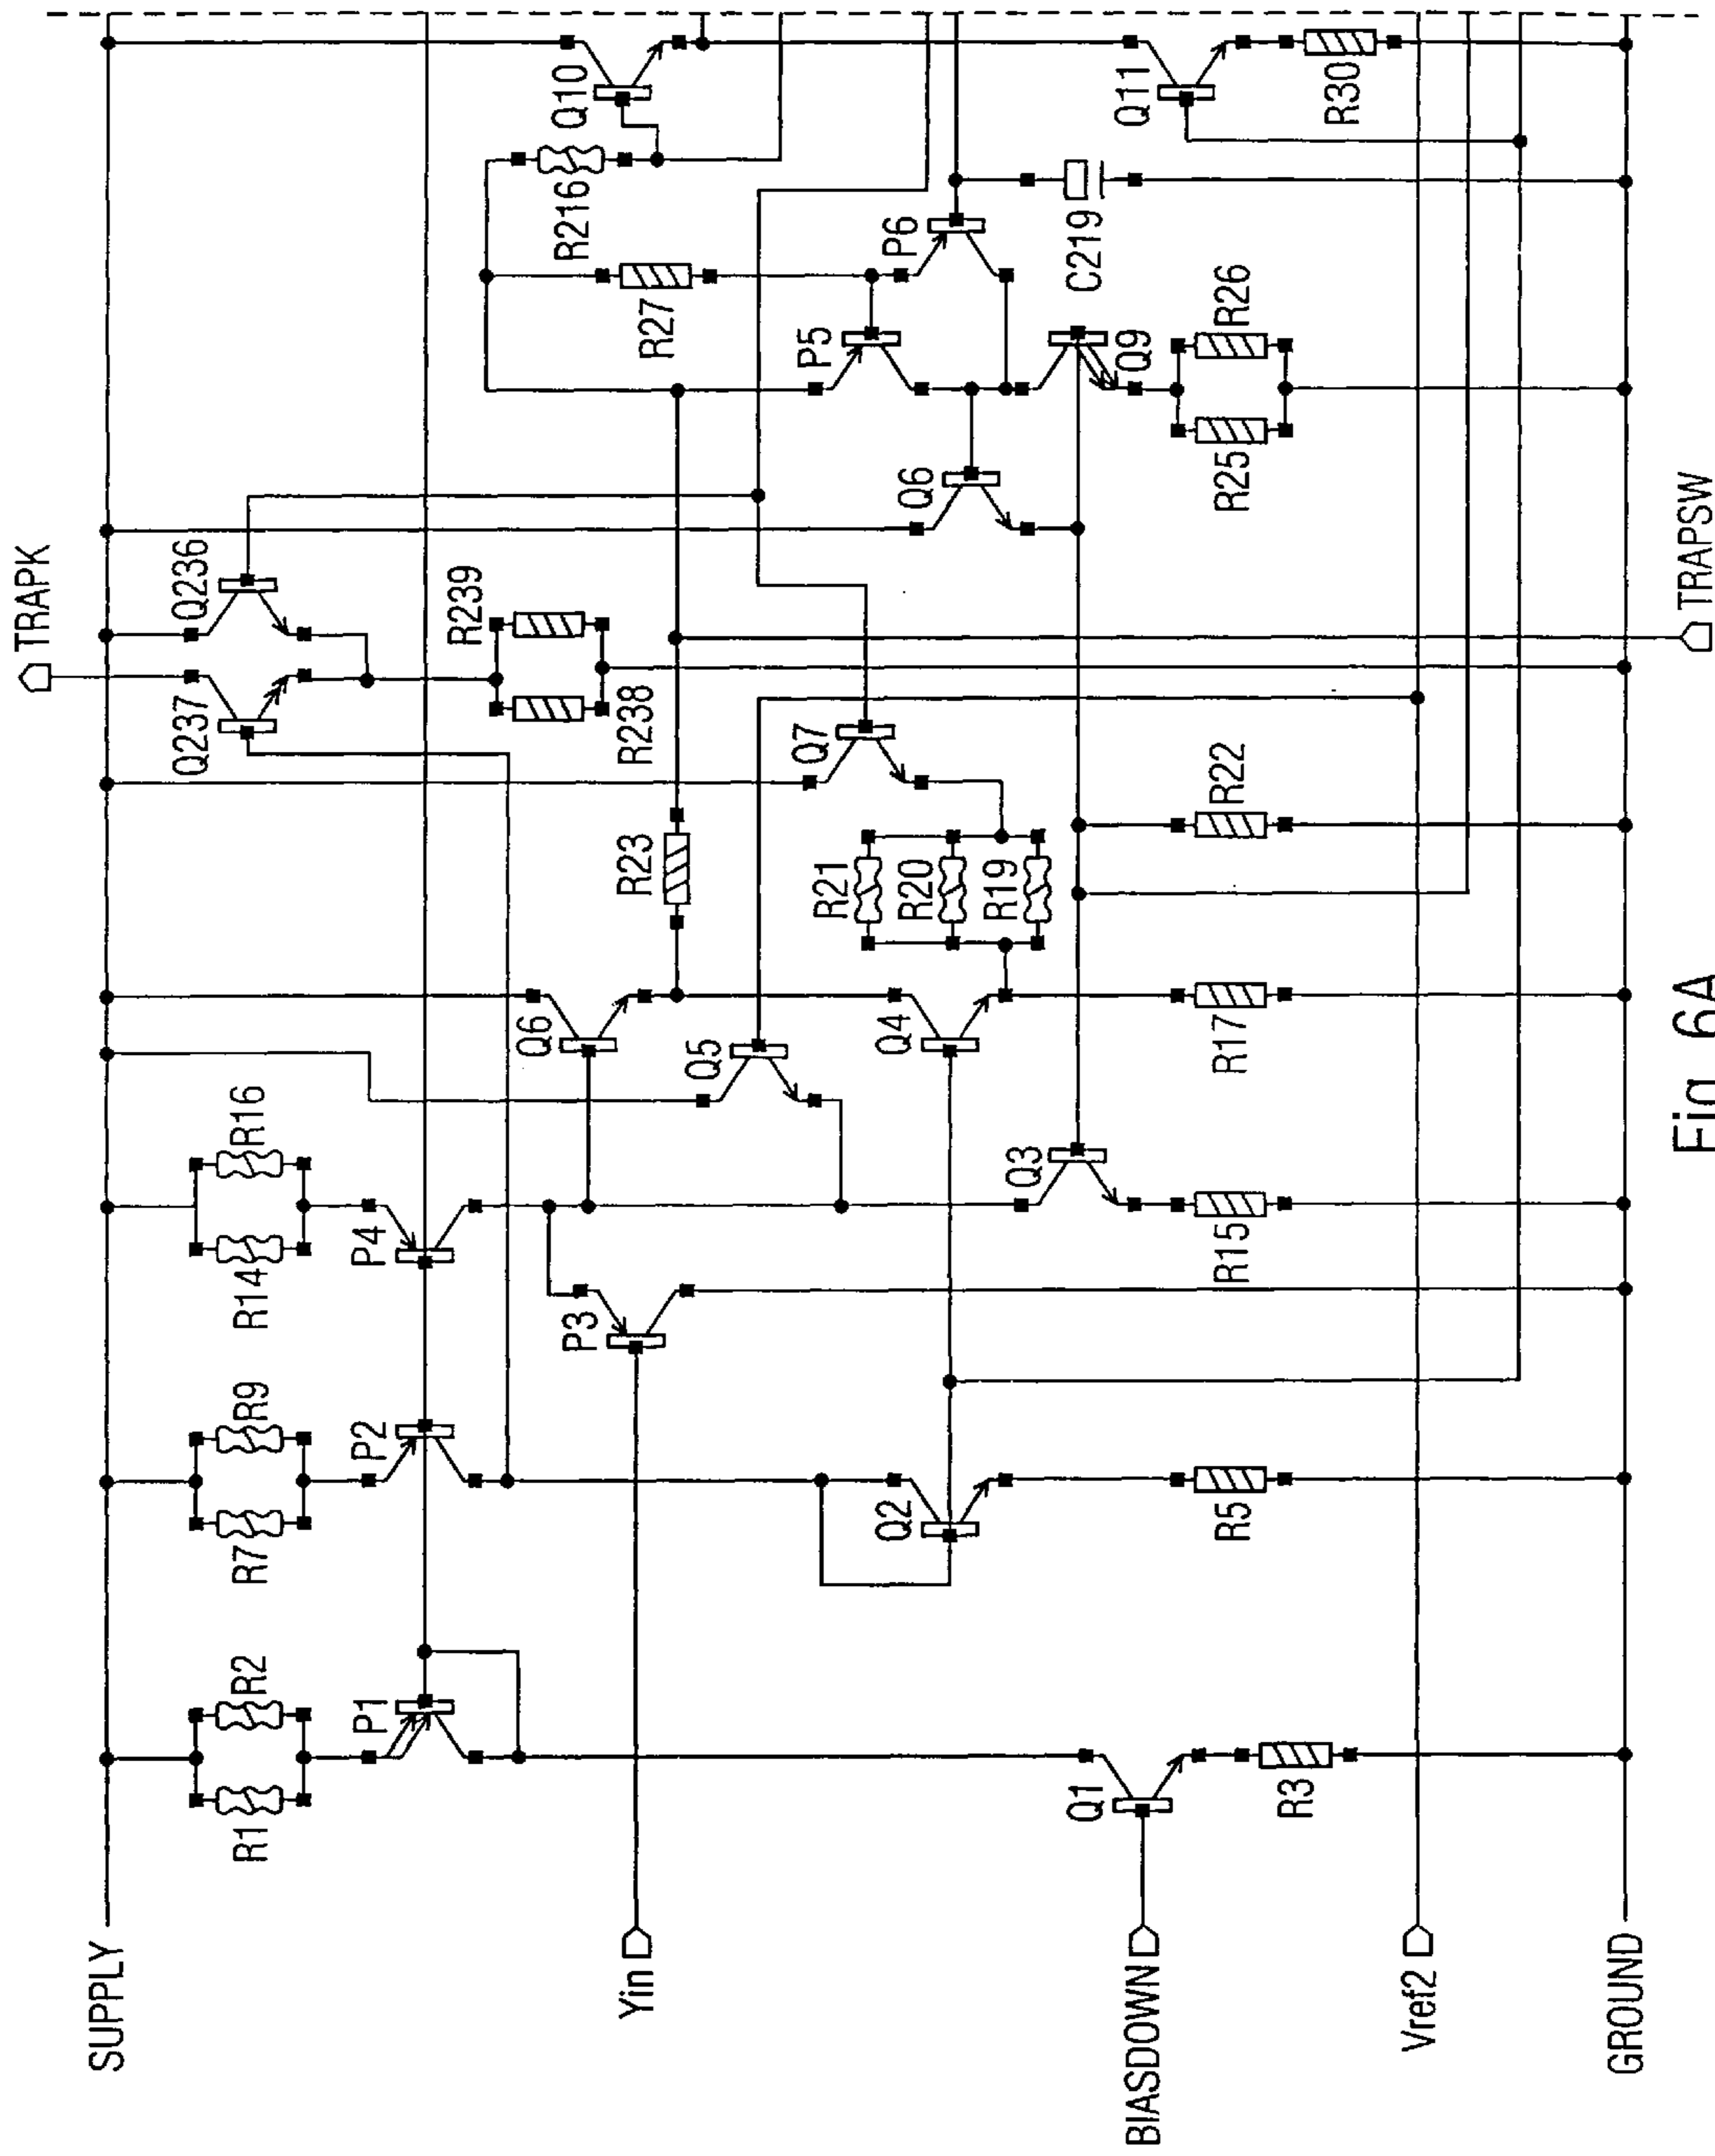 SUPPLY
Yin
BIASDOWN
Vref2
GROUND
R1
R2
P1
Q1
R3
R7
R9
P2
Q2
R5
P3
R14
R16
P4
Q3
R15
Q5
Q6
Q4
R17
R23
R21
R20
R19
R22
Q7
Q237
Q236
TRAPK
R238
R239
TRAPSW
Q6
P5
Q9
R25
R26
R27
P6
C219
R216
Q10
Q11
R30
Fig. 6A